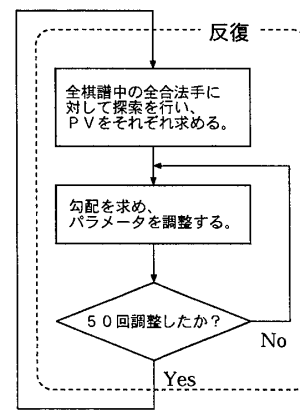 反復
全棋譜中の全合法手に
対して探索を行い、
ＰＶをそれぞれ求める。
勾配を求め、
パラメータを調整する。
５０回調整したか？
No
Yes